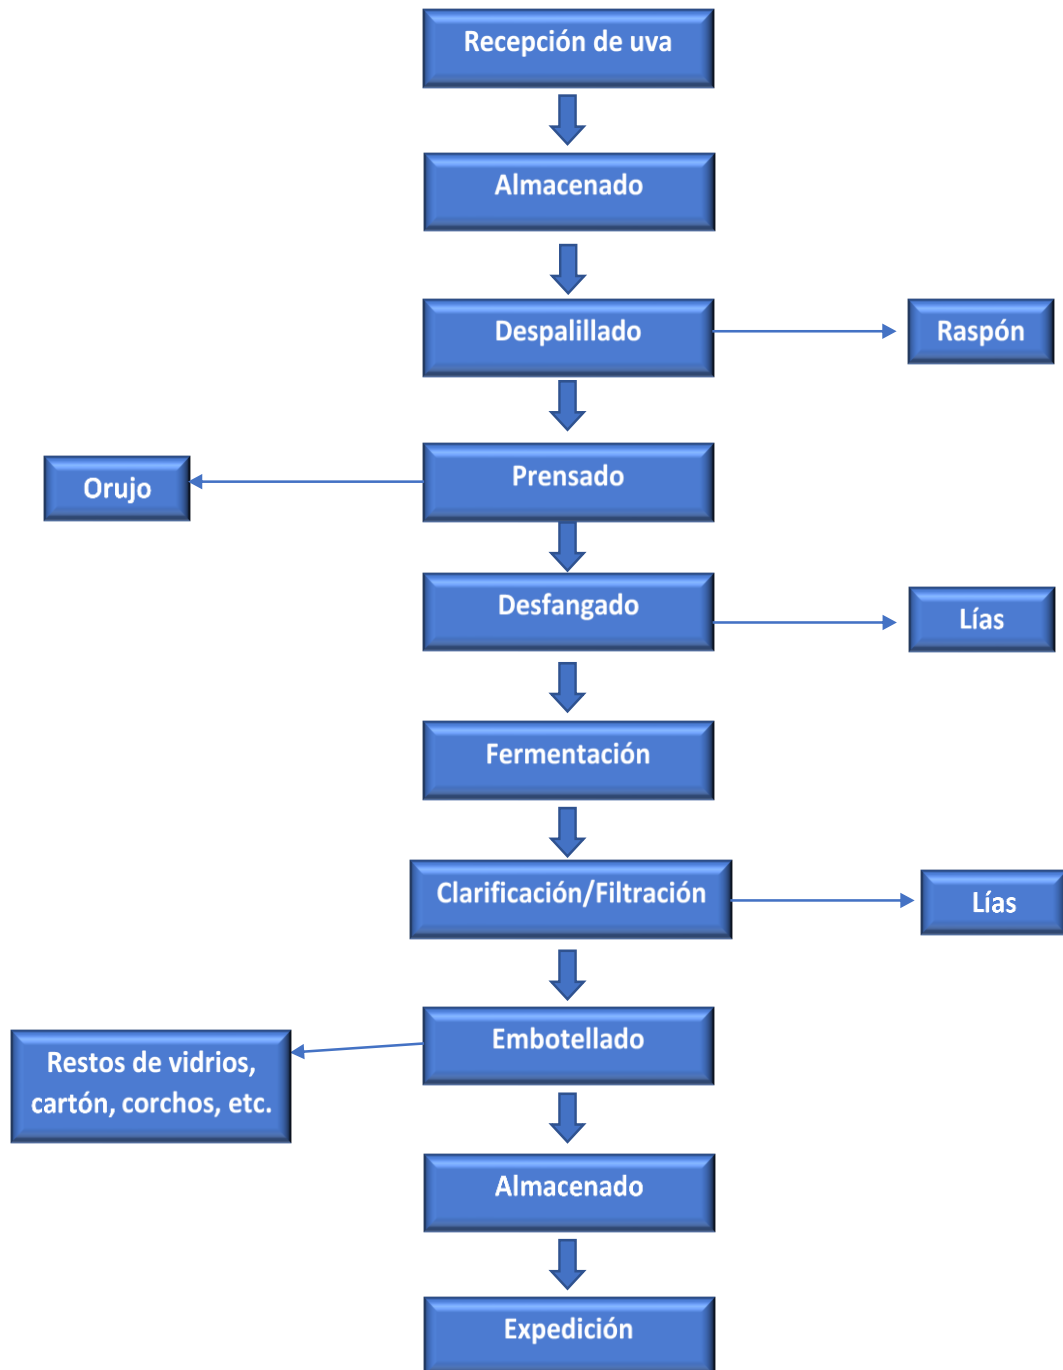 Recepción de uva
Almacenado
Despalillado
Raspón
Prensado
Orujo
Desfangado
Lías
Fermentación
Clarificación/Filtración
Lías
Embotellado
Restos de vidrios,
cartón, corchos, etc.
Almacenado
Expedición